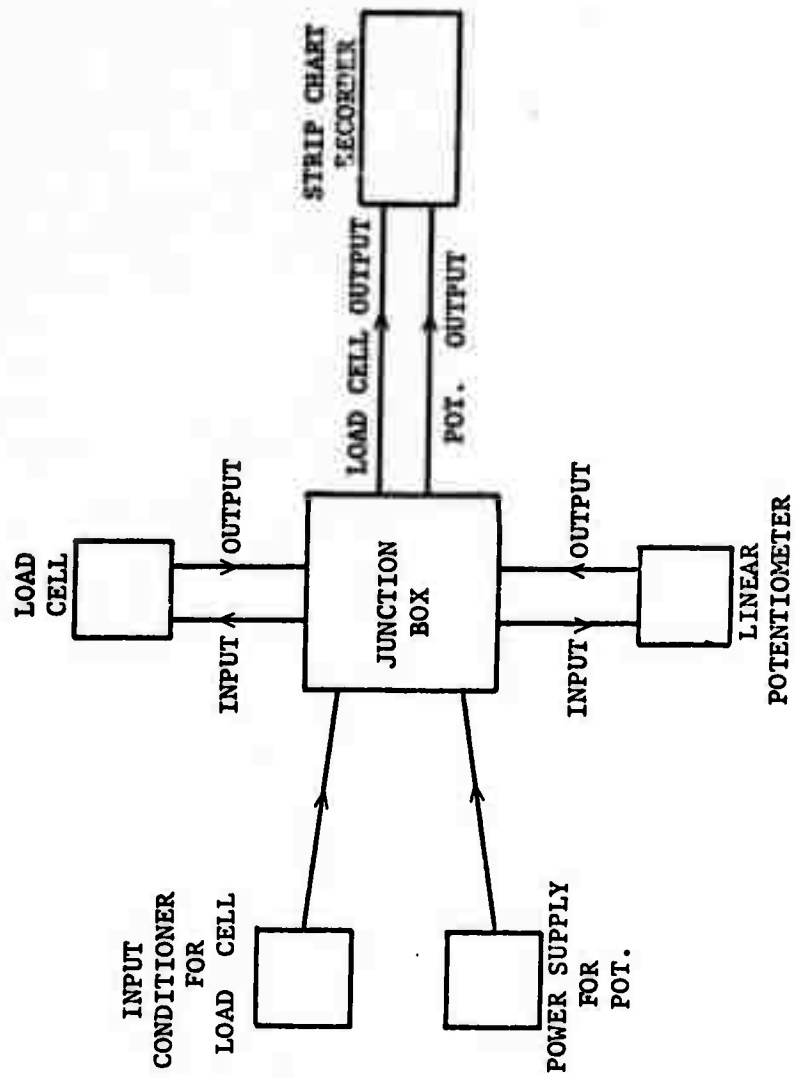 LOAD
CELL
INPUT
OUTPUT
INPUT
CONDITIONER
FOR
LOAD CELL
JUNCTION
BOX
LOAD CELL OUTPUT
POT. OUTPUT
STRIP CHART
RECORDER
POWER SUPPLY
FOR
POT.
INPUT
OUTPUT
LINEAR
POTENTIOMETER